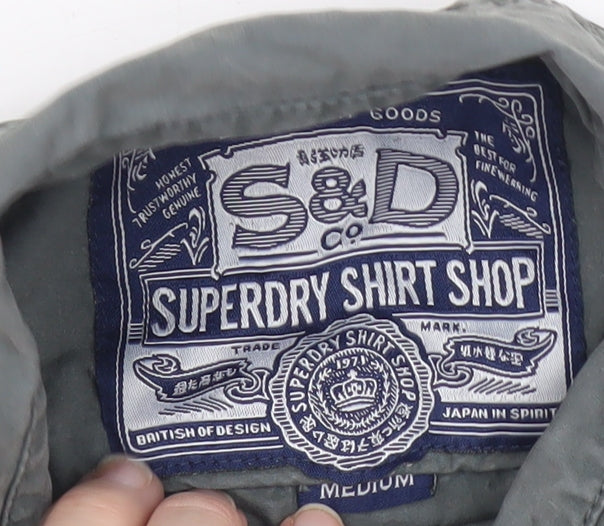 GOODS
HONEST
TRUSTWORTHY
GENUINE
S&D
CO
THE
BEST FOR
FINE WEARING
SUPERDRY SHIRT SHOP
TRADE
MARK.
SUPERDRY SHIRT SHOP
1971
BRITISH OF DESIGN
JAPAN IN SPIRIT
MEDIUM